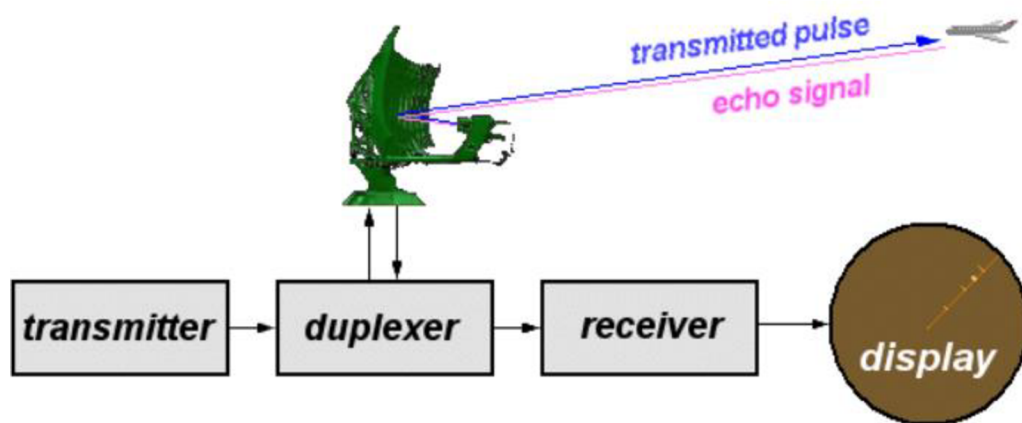 transmitted pulse
echo signal
transmitter
duplexer
receiver
display